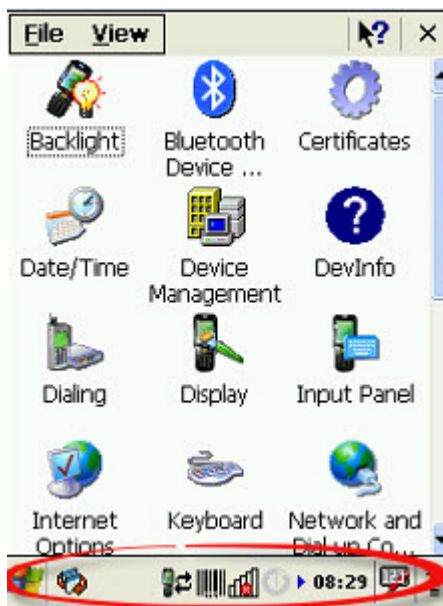 File View ? ×
Backlight Bluetooth Certificates
Device ...
Date/Time Device DevInfo
Management
Dialing Display Input Panel
Internet Keyboard Network and
Options Dial-up Co...
08:29